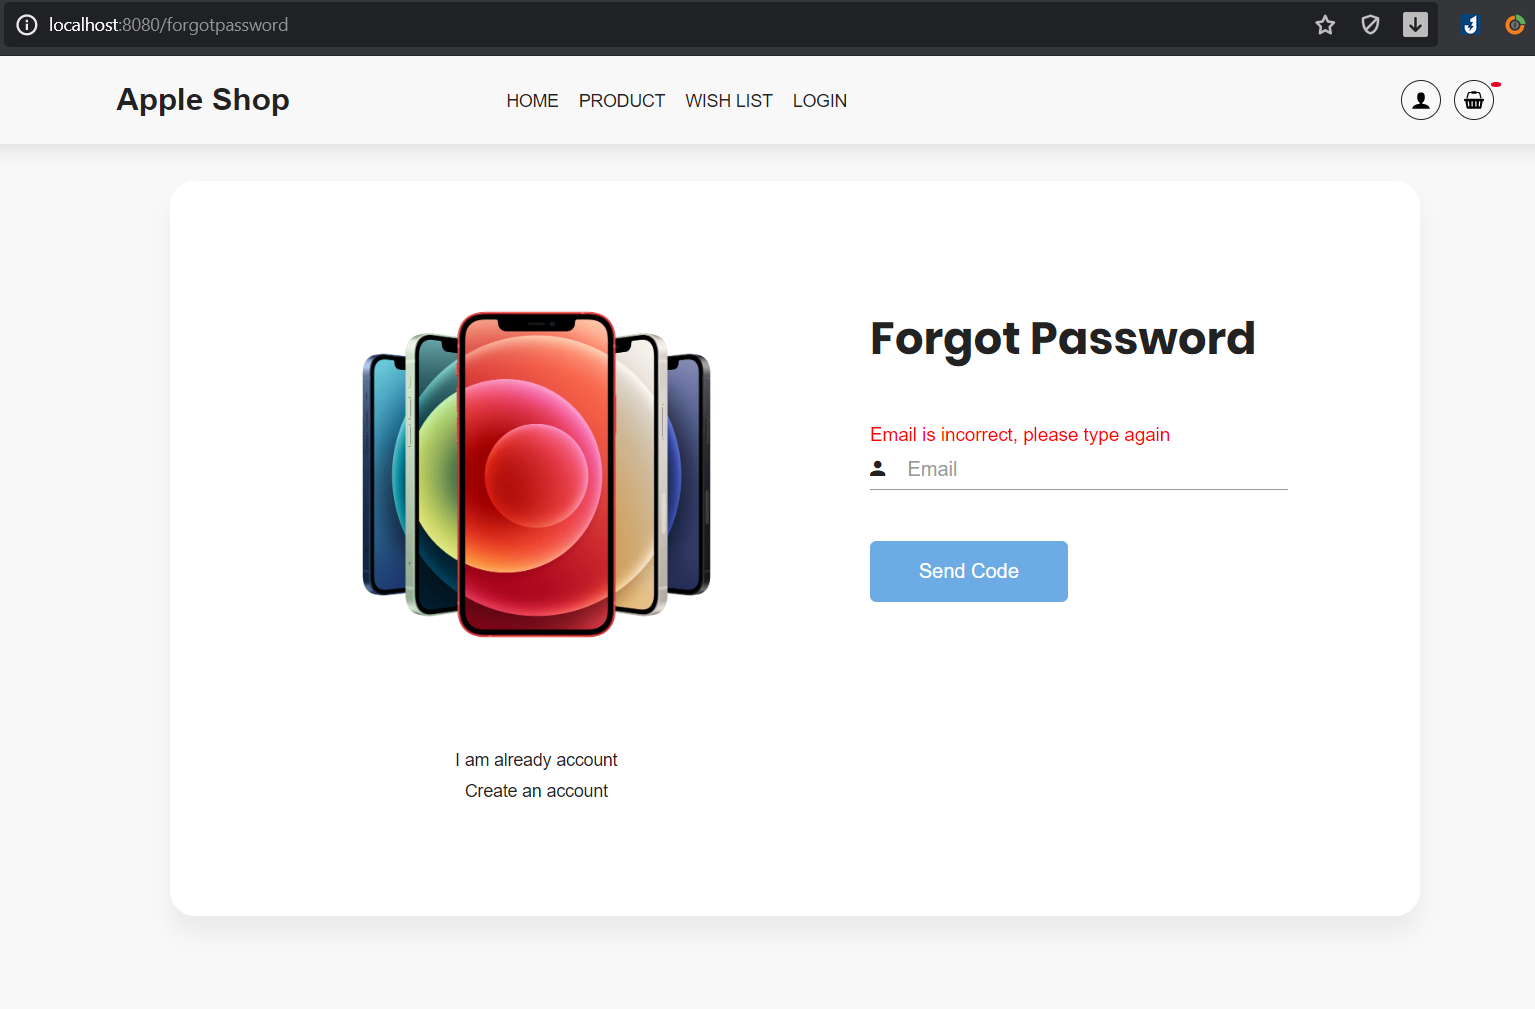 localhost:8080/forgotpassword
Apple Shop
HOME PRODUCT WISH LIST LOGIN
Forgot Password
Email is incorrect, please type again
Email
Send Code
I am already account
Create an account